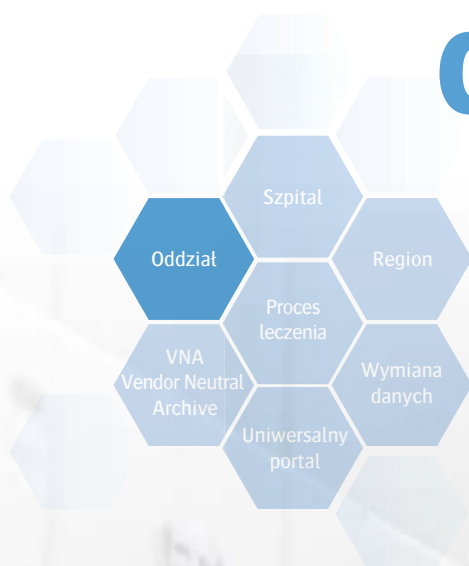 Szpital
Oddział
Region
Proces
leczenia
VNA
Vendor Neutral
Archive
Wymiana
danych
Uniwersalny
portal